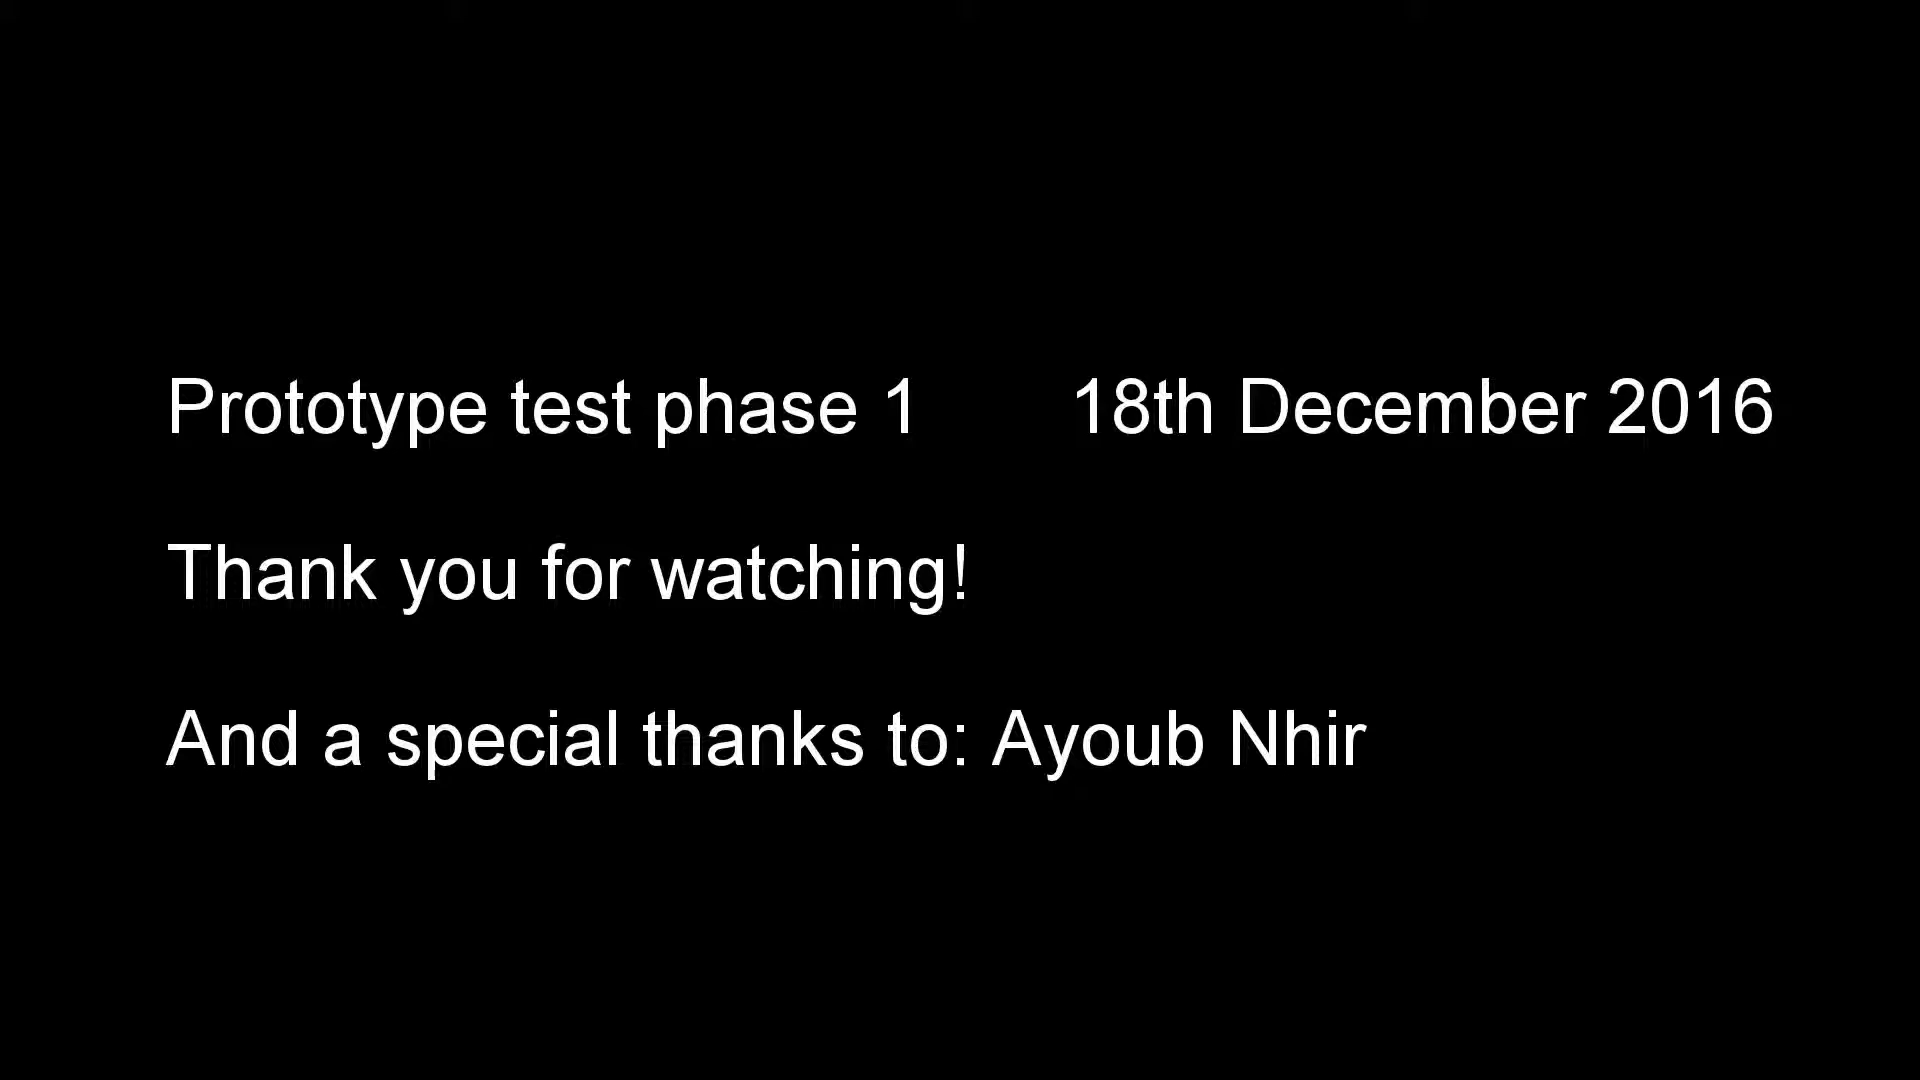 Prototype test phase 1 18th December 2016
Thank you for watching!
And a special thanks to: Ayoub Nhir